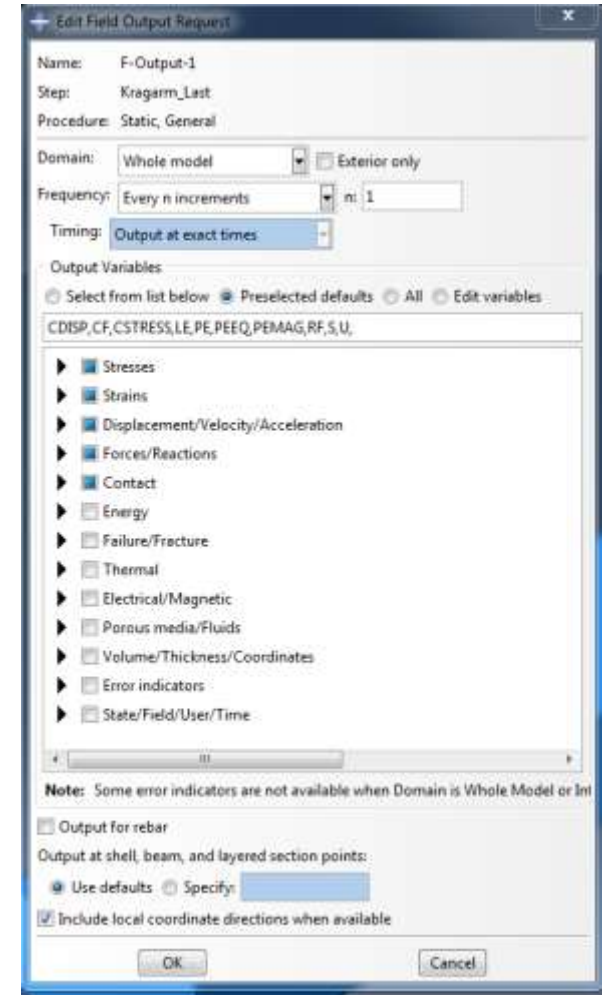 Edit Field Output Request
Name: F-Output-1
Step: Kragarm_Last
Procedure: Static, General
Domain: Whole model Exterior only
Frequency: Every n increments n: 1
Timing: Output at exact times
Output Variables
Select from list below Preselected defaults All Edit variables
CDISP,CF,CSTRESS,LE,PE,PEEQ,PEMAG,RF,S,U,
Stresses
Strains
Displacement/Velocity/Acceleration
Forces/Reactions
Contact
Energy
Failure/Fracture
Thermal
Electrical/Magnetic
Porous media/Fluids
Volume/Thickness/Coordinates
Error indicators
State/Field/User/Time
Note: Some error indicators are not available when Domain is Whole Model or Int
Output for rebar
Output at shell, beam, and layered section points:
Use defaults Specify:
Include local coordinate directions when available
OK Cancel